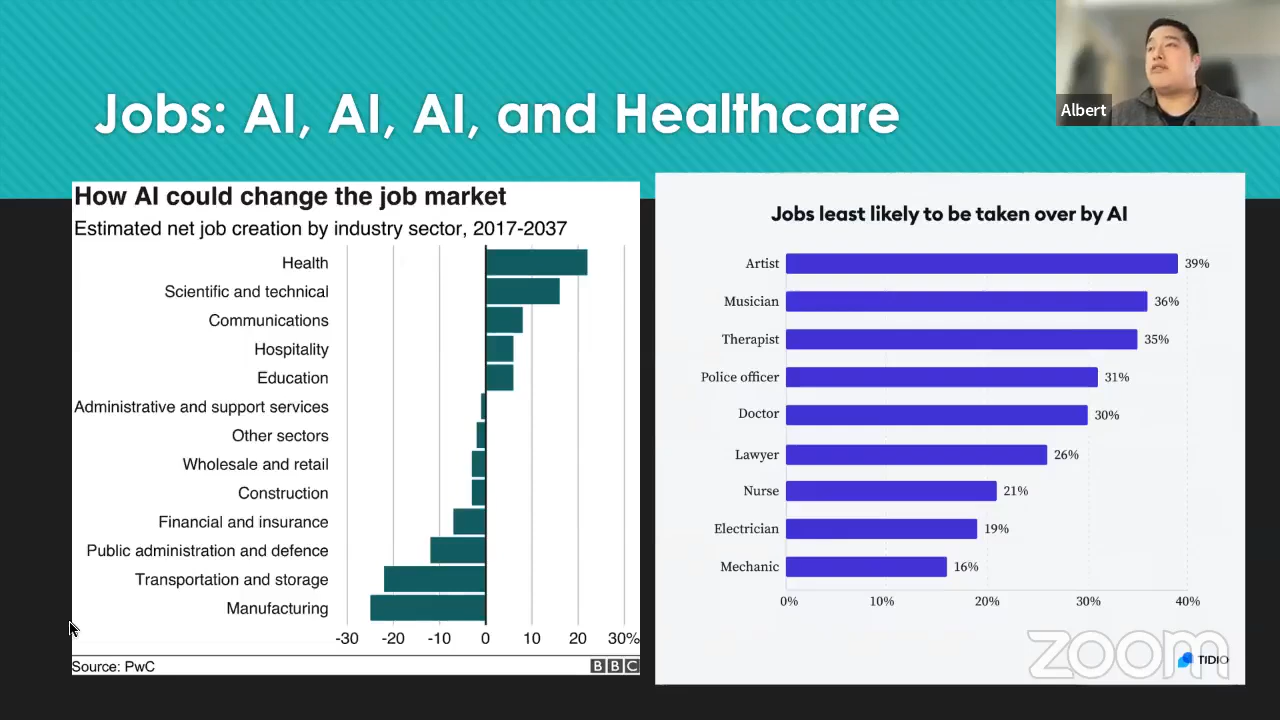 Jobs: AI, AI, AI, and Healthcare
Albert
How AI could change the job market
Estimated net job creation by industry sector, 2017-2037
Health
Scientific and technical
Communications
Hospitality
Education
Administrative and support services
Other sectors
Wholesale and retail
Construction
Financial and insurance
Public administration and defence
Transportation and storage
Manufacturing
-30 -20 -10 0 10 20 30%
Source: PwC
BBC
Jobs least likely to be taken over by AI
Artist 39%
Musician 36%
Therapist 35%
Police officer 31%
Doctor 30%
Lawyer 26%
Nurse 21%
Electrician 19%
Mechanic 16%
0% 10% 20% 30% 40%
zoom
TIDIO